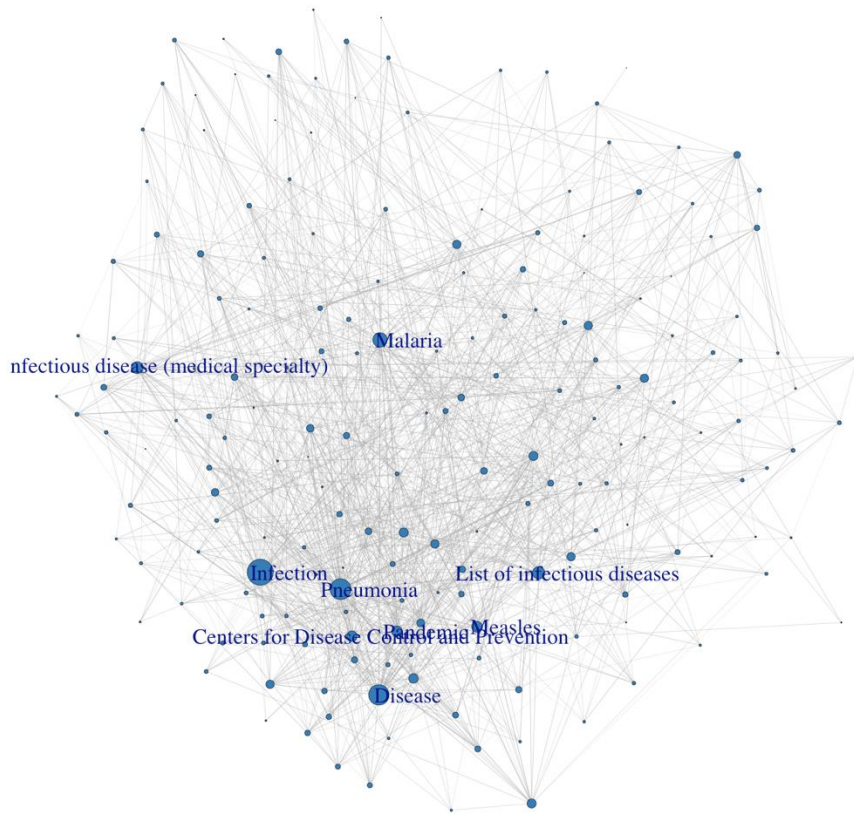 Malaria
nfectious disease (medical specialty)
Infection
List of infectious diseases
Pneumonia
Measles
Pandemic
Centers for Disease Control and Prevention
Disease